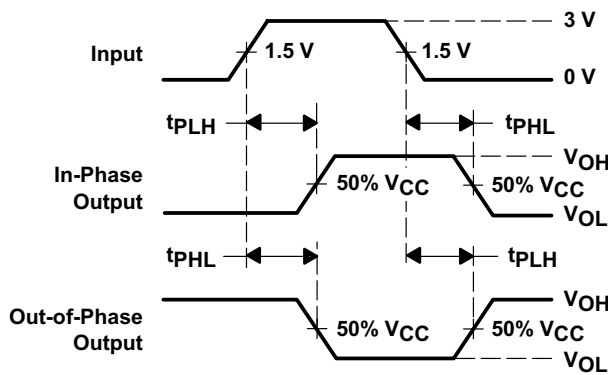 3 V
Input
1.5 V
1.5 V
0 V
tPLH
tPHL
In-Phase
Output
VOH
50% VCC
50% VCC
VOL
tPHL
tPLH
Out-of-Phase
Output
VOH
50% VCC
50% VCC
VOL